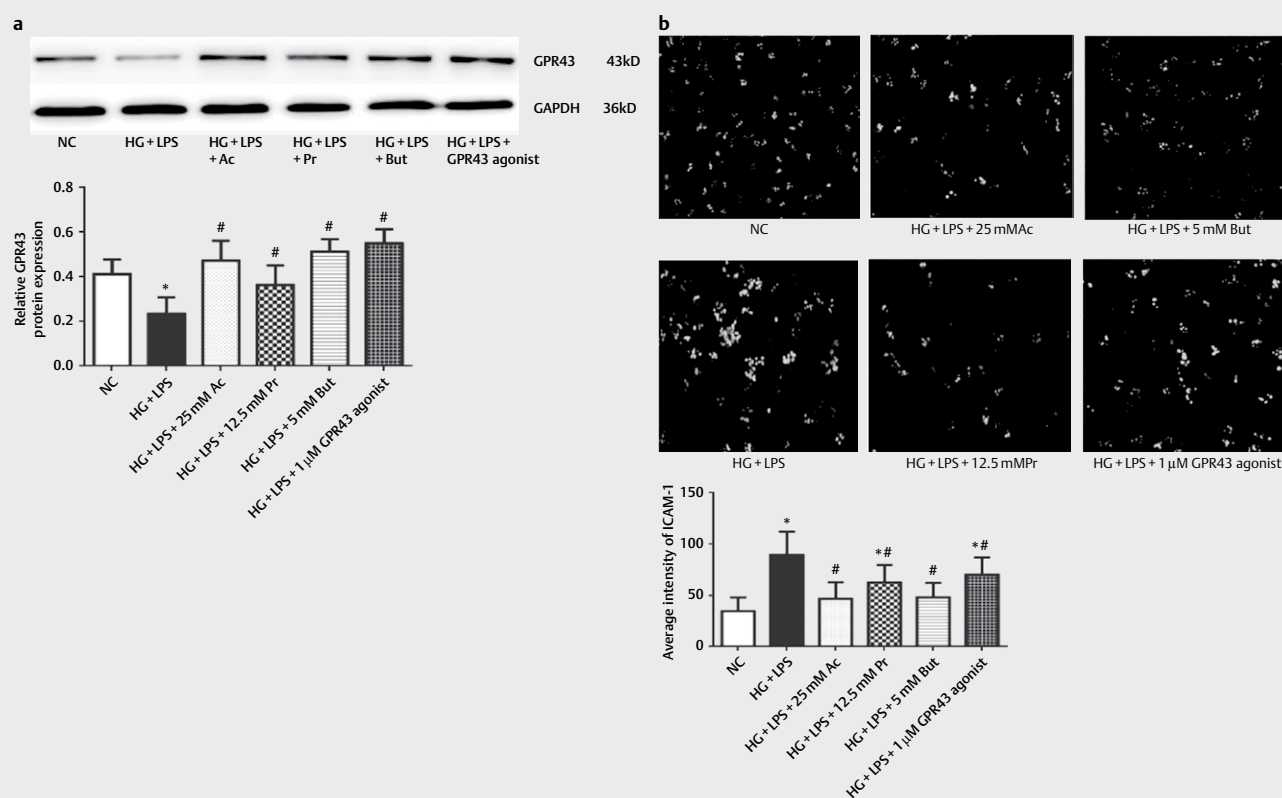 a
GPR43 43kD
GAPDH 36kD
NC
HG + LPS
HG + LPS
+ Ac
HG + LPS
+ Pr
HG + LPS
+ But
HG + LPS +
GPR43 agonist
Relative GPR43
protein expression
0.8
0.6
0.4
0.2
0.0
*
#
#
#
#
NC
HG + LPS
HG + LPS + 25 mM Ac
HG + LPS + 12.5 mM Pr
HG + LPS + 5 mM But
HG + LPS + 1 µM GPR43 agonist
b
NC
HG + LPS + 25 mMAc
HG + LPS + 5 mM But
HG + LPS
HG + LPS + 12.5 mMPr
HG + LPS + 1 µM GPR43 agonist
Average intensity of ICAM-1
150
100
50
0
*
#
*#
#
*#
NC
HG + LPS
HG + LPS + 25 mM Ac
HG + LPS + 12.5 mM Pr
HG + LPS + 5 mM But
HG + LPS + 1 µM GPR43 agonist